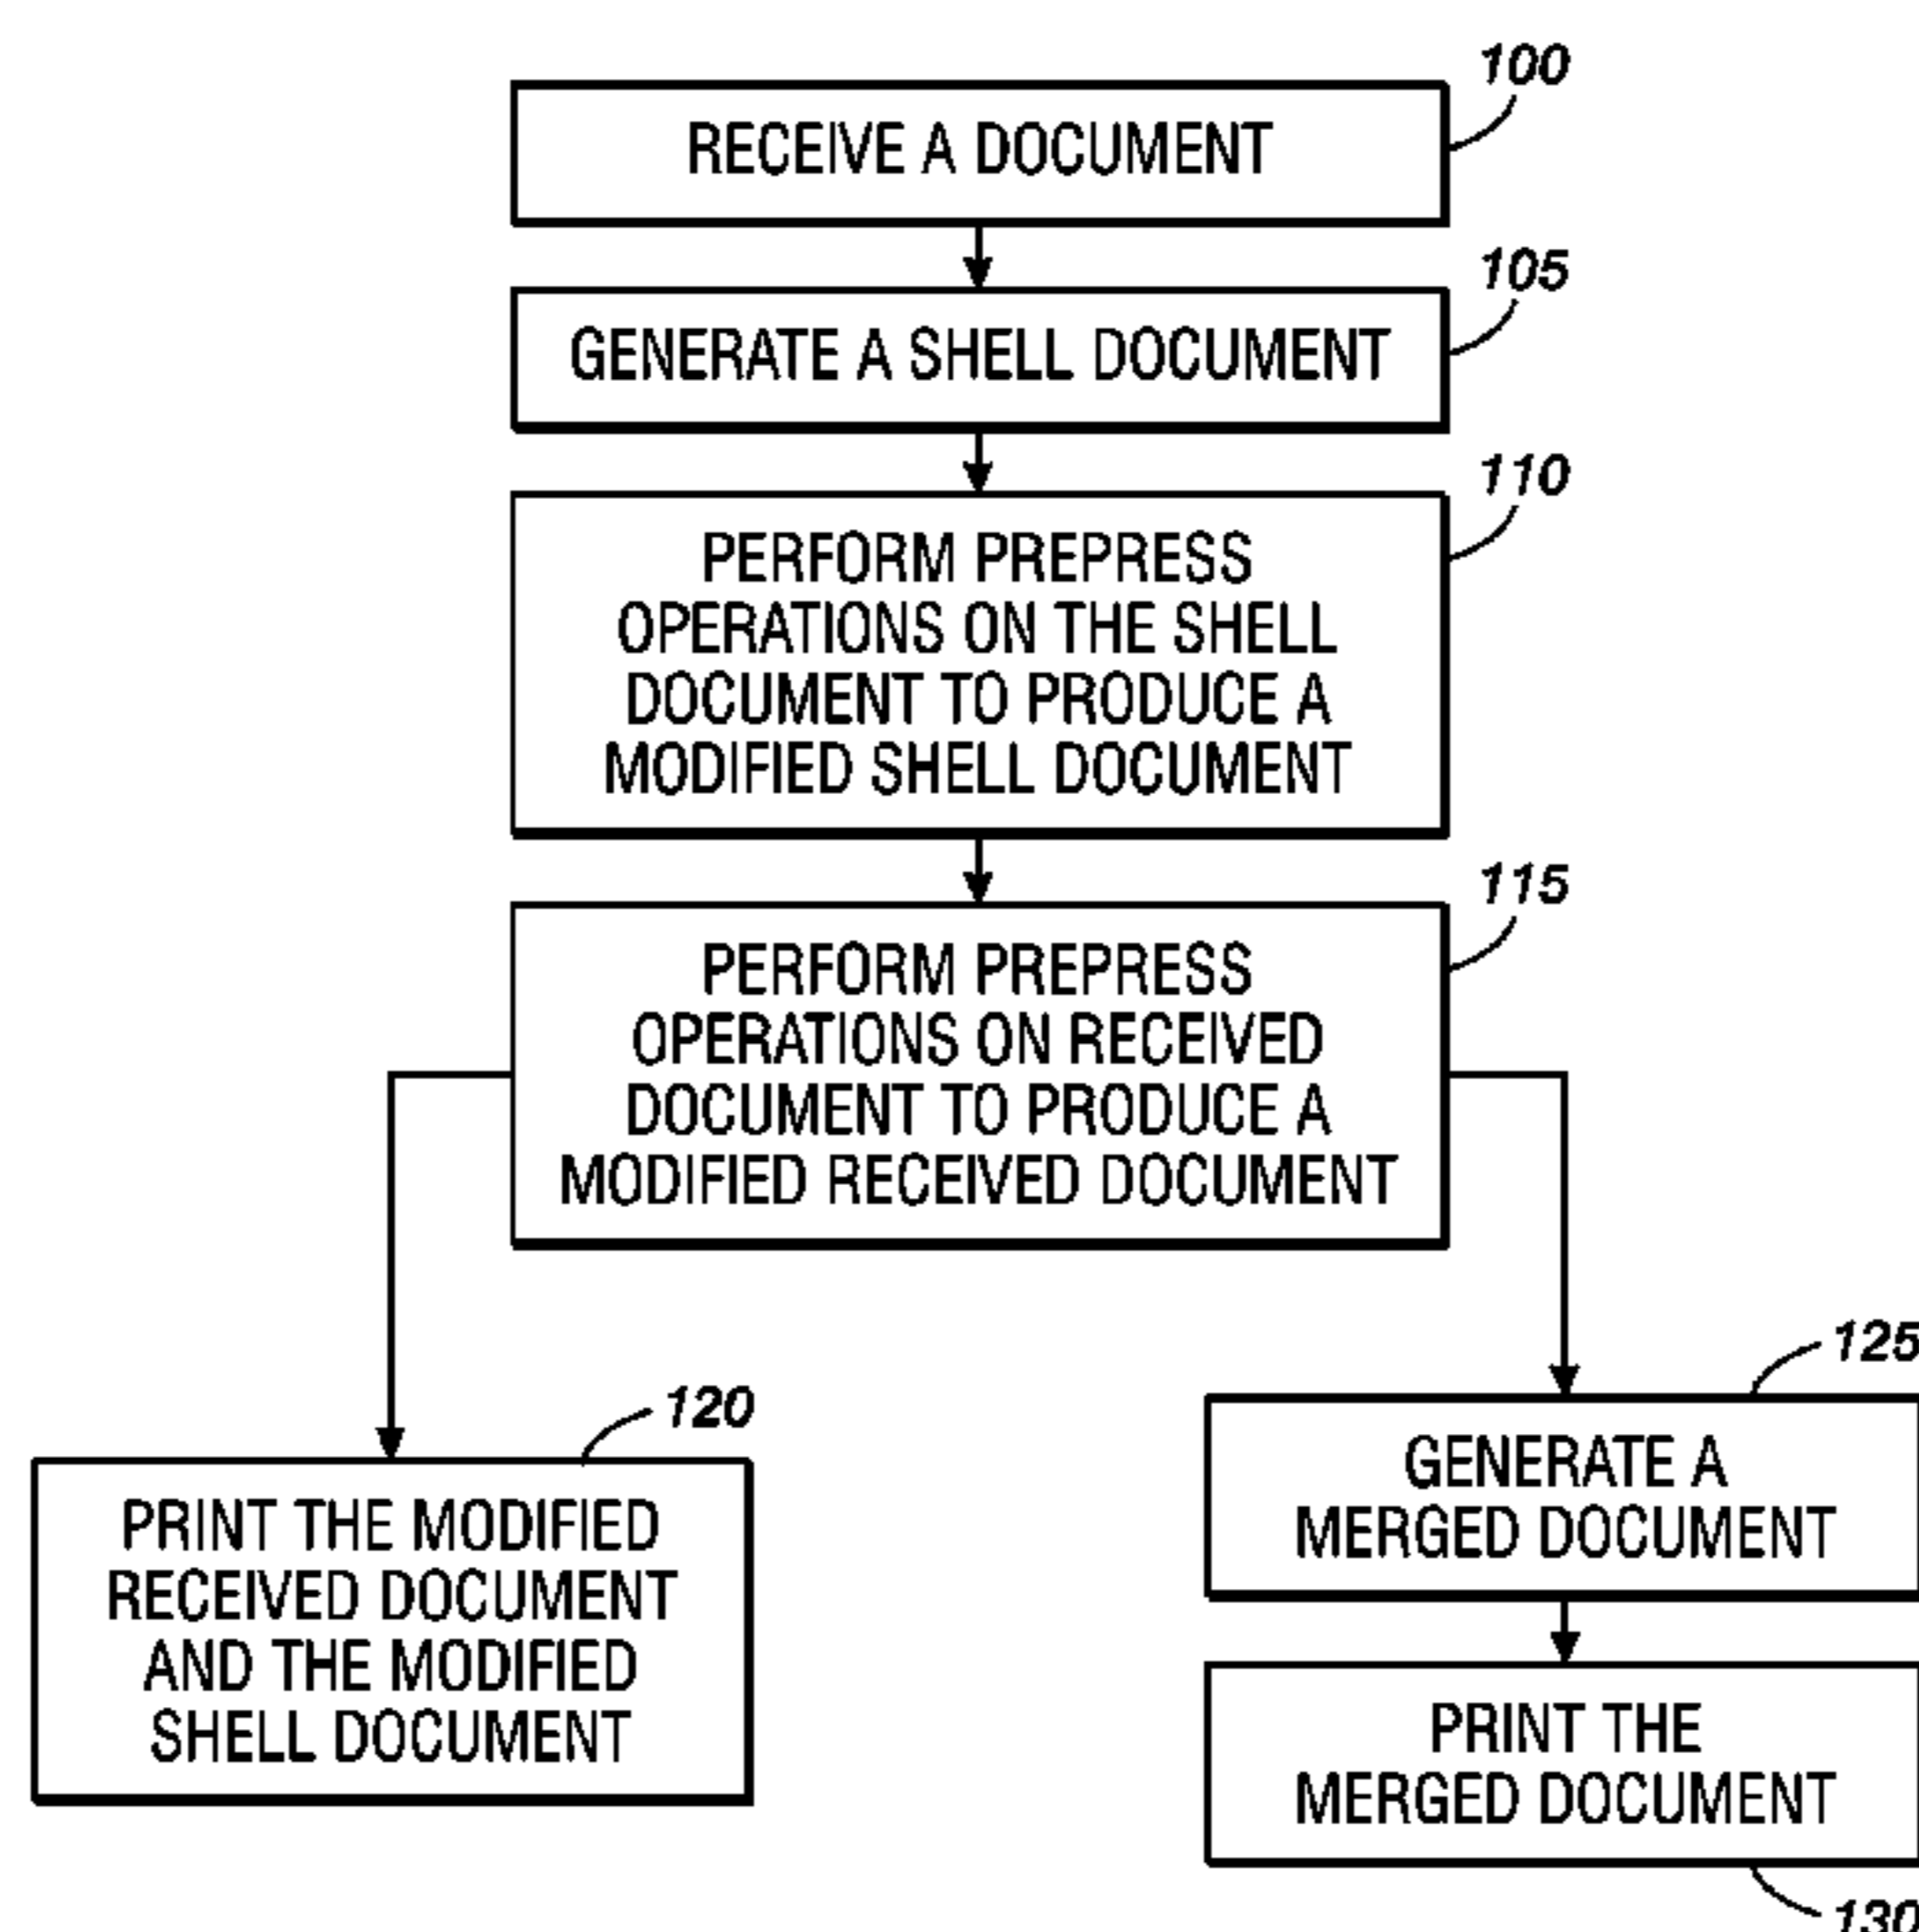 100
RECEIVE A DOCUMENT
105
GENERATE A SHELL DOCUMENT
110
PERFORM PREPRESS
OPERATIONS ON THE SHELL
DOCUMENT TO PRODUCE A
MODIFIED SHELL DOCUMENT
115
PERFORM PREPRESS
OPERATIONS ON RECEIVED
DOCUMENT TO PRODUCE A
MODIFIED RECEIVED DOCUMENT
120
PRINT THE MODIFIED
RECEIVED DOCUMENT
AND THE MODIFIED
SHELL DOCUMENT
125
GENERATE A
MERGED DOCUMENT
PRINT THE
MERGED DOCUMENT
130